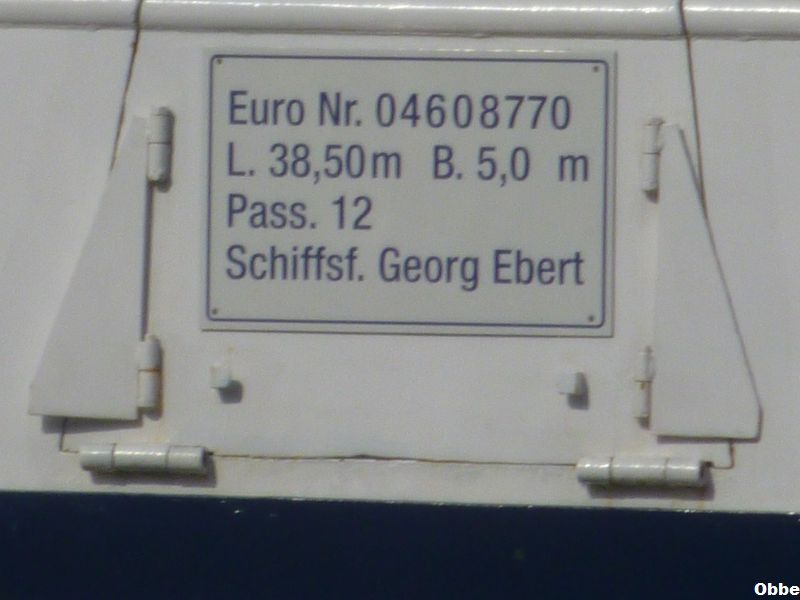 Euro Nr. 04608770
L. 38,50m B. 5,0 m
Pass. 12
Schiffsf. Georg Ebert
Obbe